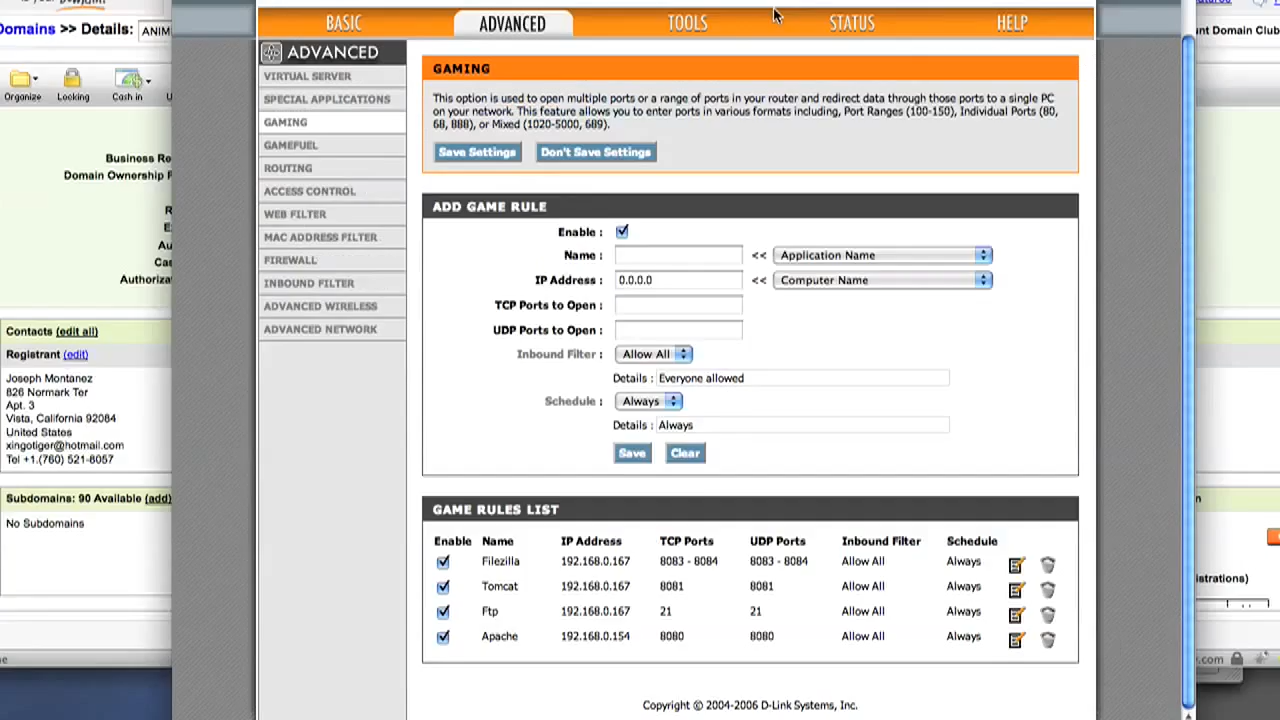 BASIC
ADVANCED
TOOLS
STATUS
HELP
Domains >> Details: ANIM
Organize
Locking
Cash in
Business Re
Domain Ownership
Contacts (edit all)
Registrant (edit)
Joseph Montanez
826 Normark Ter
Apt. 3
Vista, California 92084
United States
xingotiger@hotmail.com
Tel +1.(760) 521-8057
Subdomains: 90 Available (add)
No Subdomains
ADVANCED
VIRTUAL SERVER
SPECIAL APPLICATIONS
GAMING
GAMEFUEL
ROUTING
ACCESS CONTROL
WEB FILTER
MAC ADDRESS FILTER
FIREWALL
INBOUND FILTER
ADVANCED WIRELESS
ADVANCED NETWORK
GAMING
This option is used to open multiple ports or a range of ports in your router and redirect data through those ports to a single PC
on your network. This feature allows you to enter ports in various formats including, Port Ranges (100-150), Individual Ports (80,
68, 888), or Mixed (1020-5000, 689).
Save Settings
Don't Save Settings
ADD GAME RULE
Enable :
Name : << Application Name
IP Address : 0.0.0.0 << Computer Name
TCP Ports to Open :
UDP Ports to Open :
Inbound Filter : Allow All
Details : Everyone allowed
Schedule : Always
Details : Always
Save
Clear
GAME RULES LIST
Enable Name IP Address TCP Ports UDP Ports Inbound Filter Schedule
Filezilla 192.168.0.167 8083 - 8084 8083 - 8084 Allow All Always
Tomcat 192.168.0.167 8081 8081 Allow All Always
Ftp 192.168.0.167 21 21 Allow All Always
Apache 192.168.0.154 8080 8080 Allow All Always
Copyright © 2004-2006 D-Link Systems, Inc.
unt Domain Club
istrations)
.com